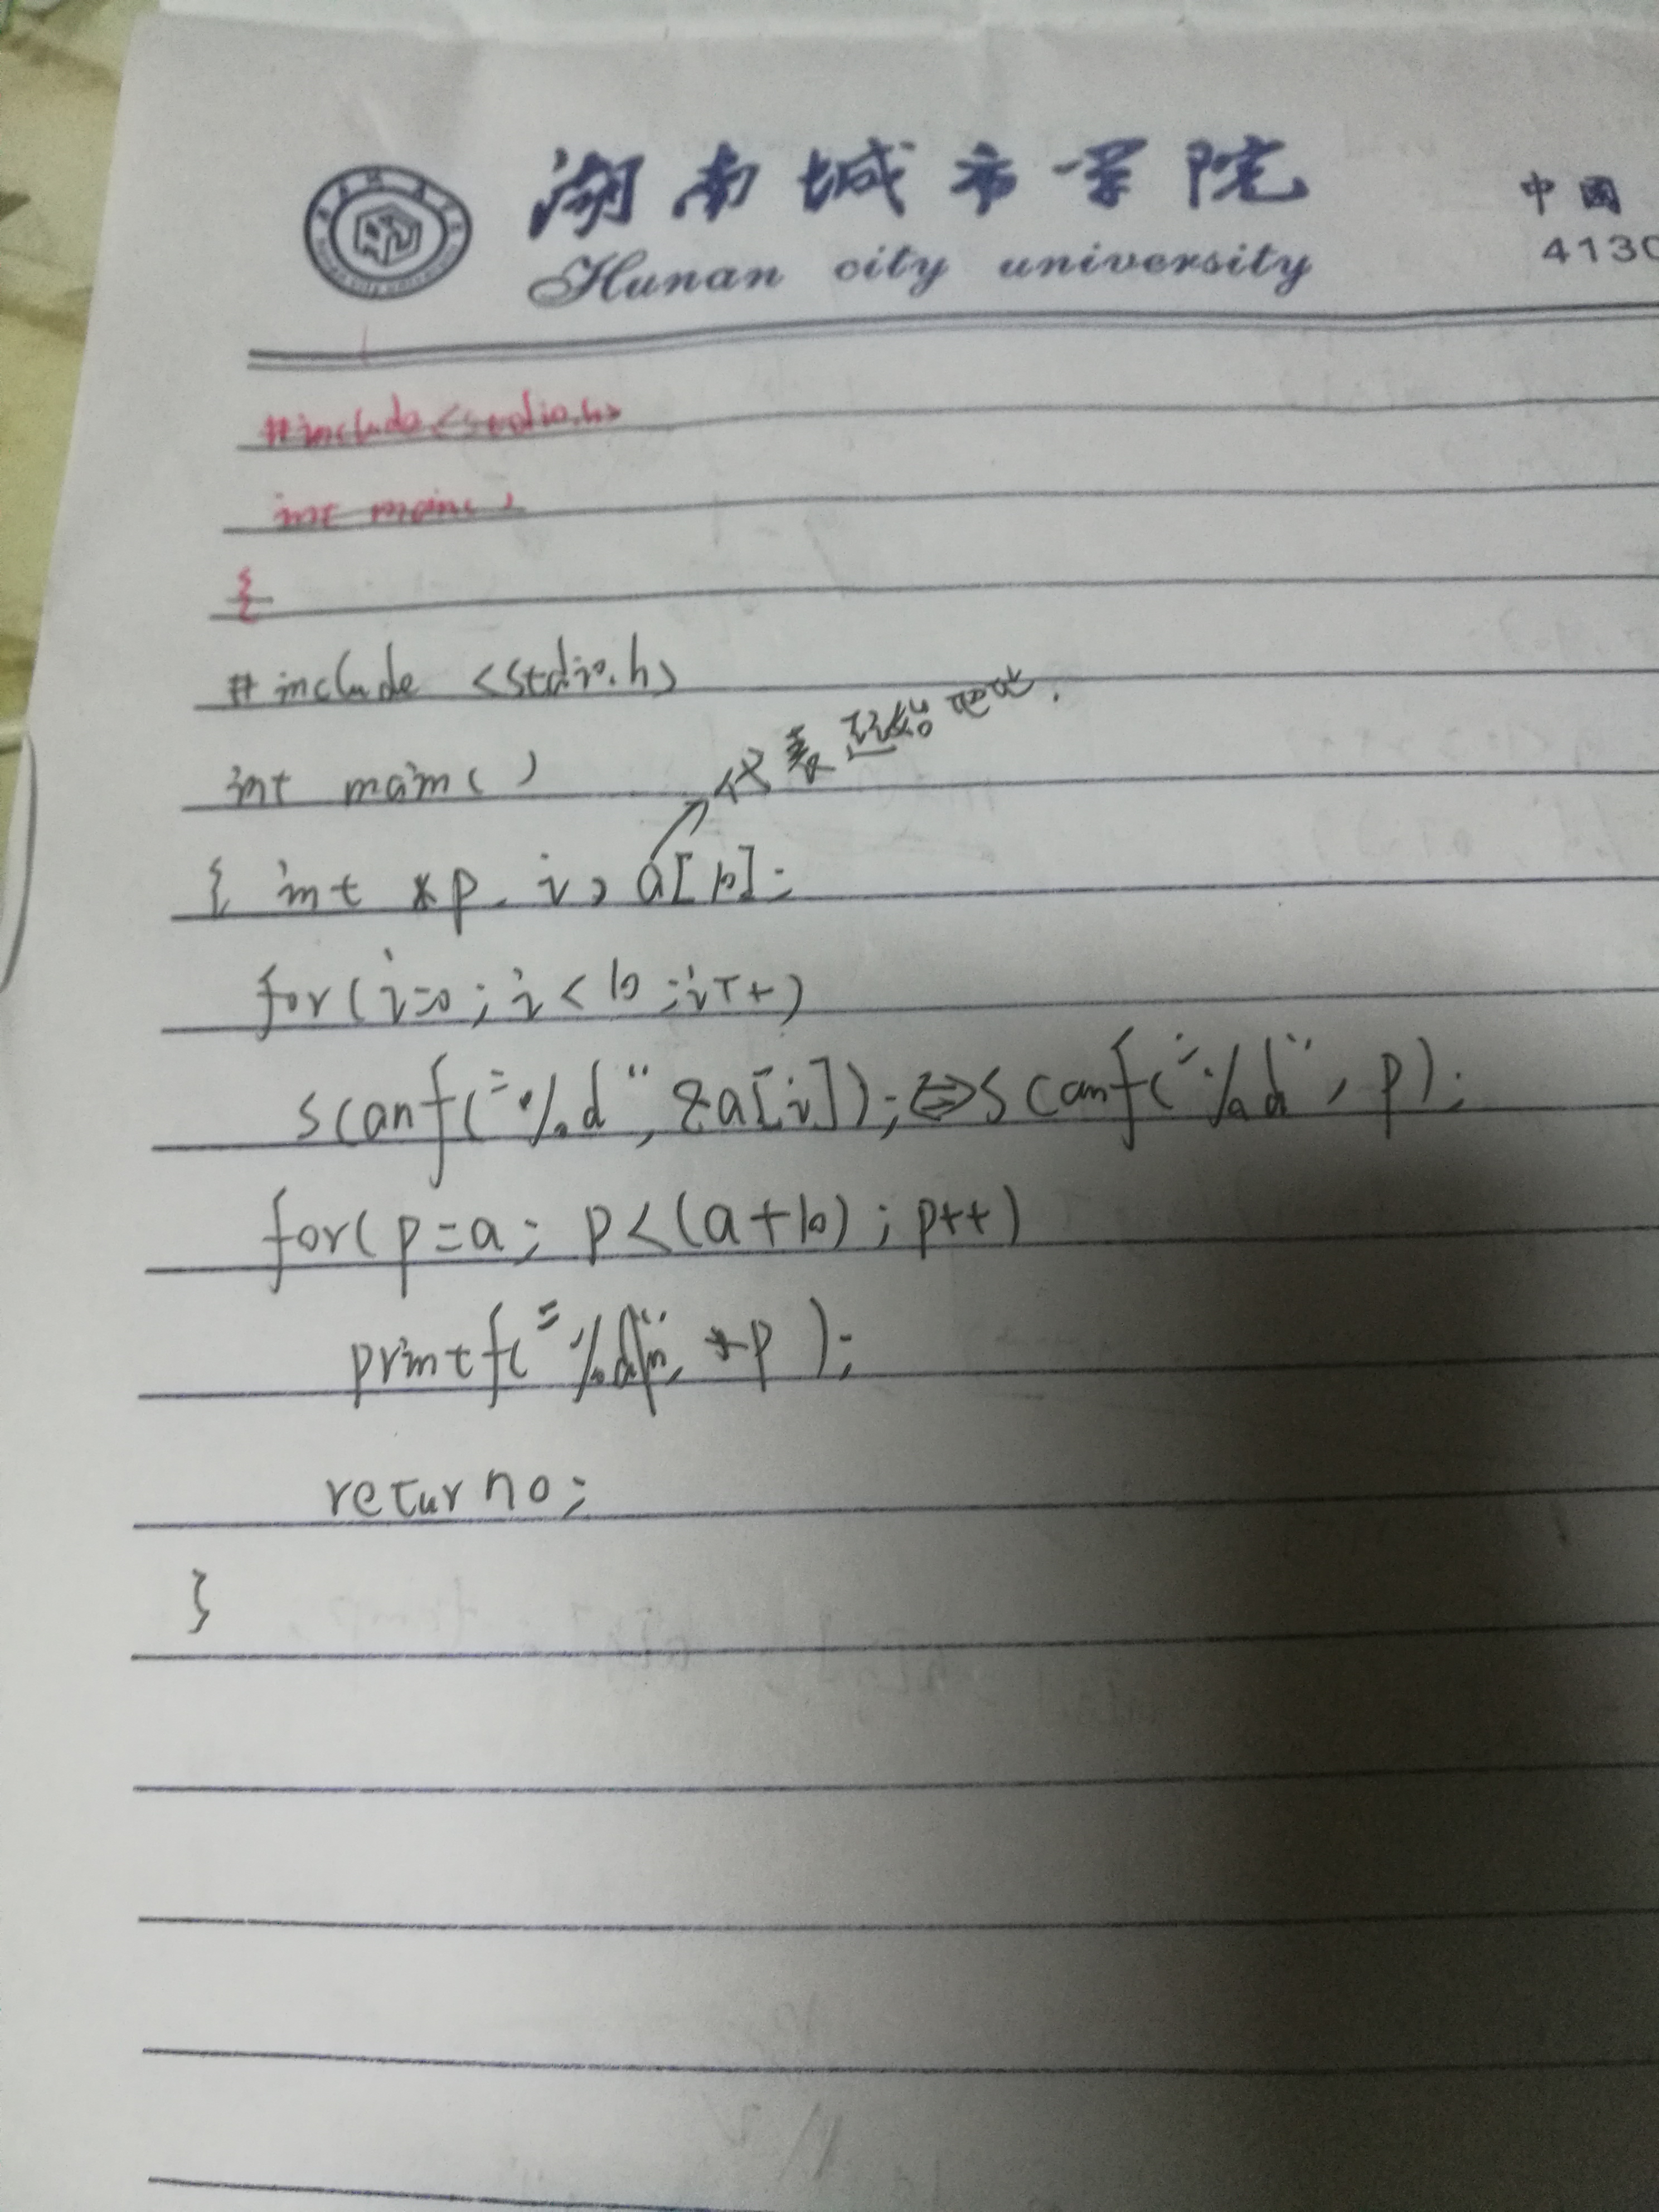 湖南城市学院
Hunan city university
中國
4130
#include<stdio.h>
int main()
{
#include <stdio.h>
int main()
代表起始地址.
{ int *p, i, a[10];
for(i=0; i<10; i++)
scanf("%d", &a[i]); ⇔ scanf("%d", p);
for(p=a; p<(a+10); p++)
printf("%d\n", *p);
return 0;
}